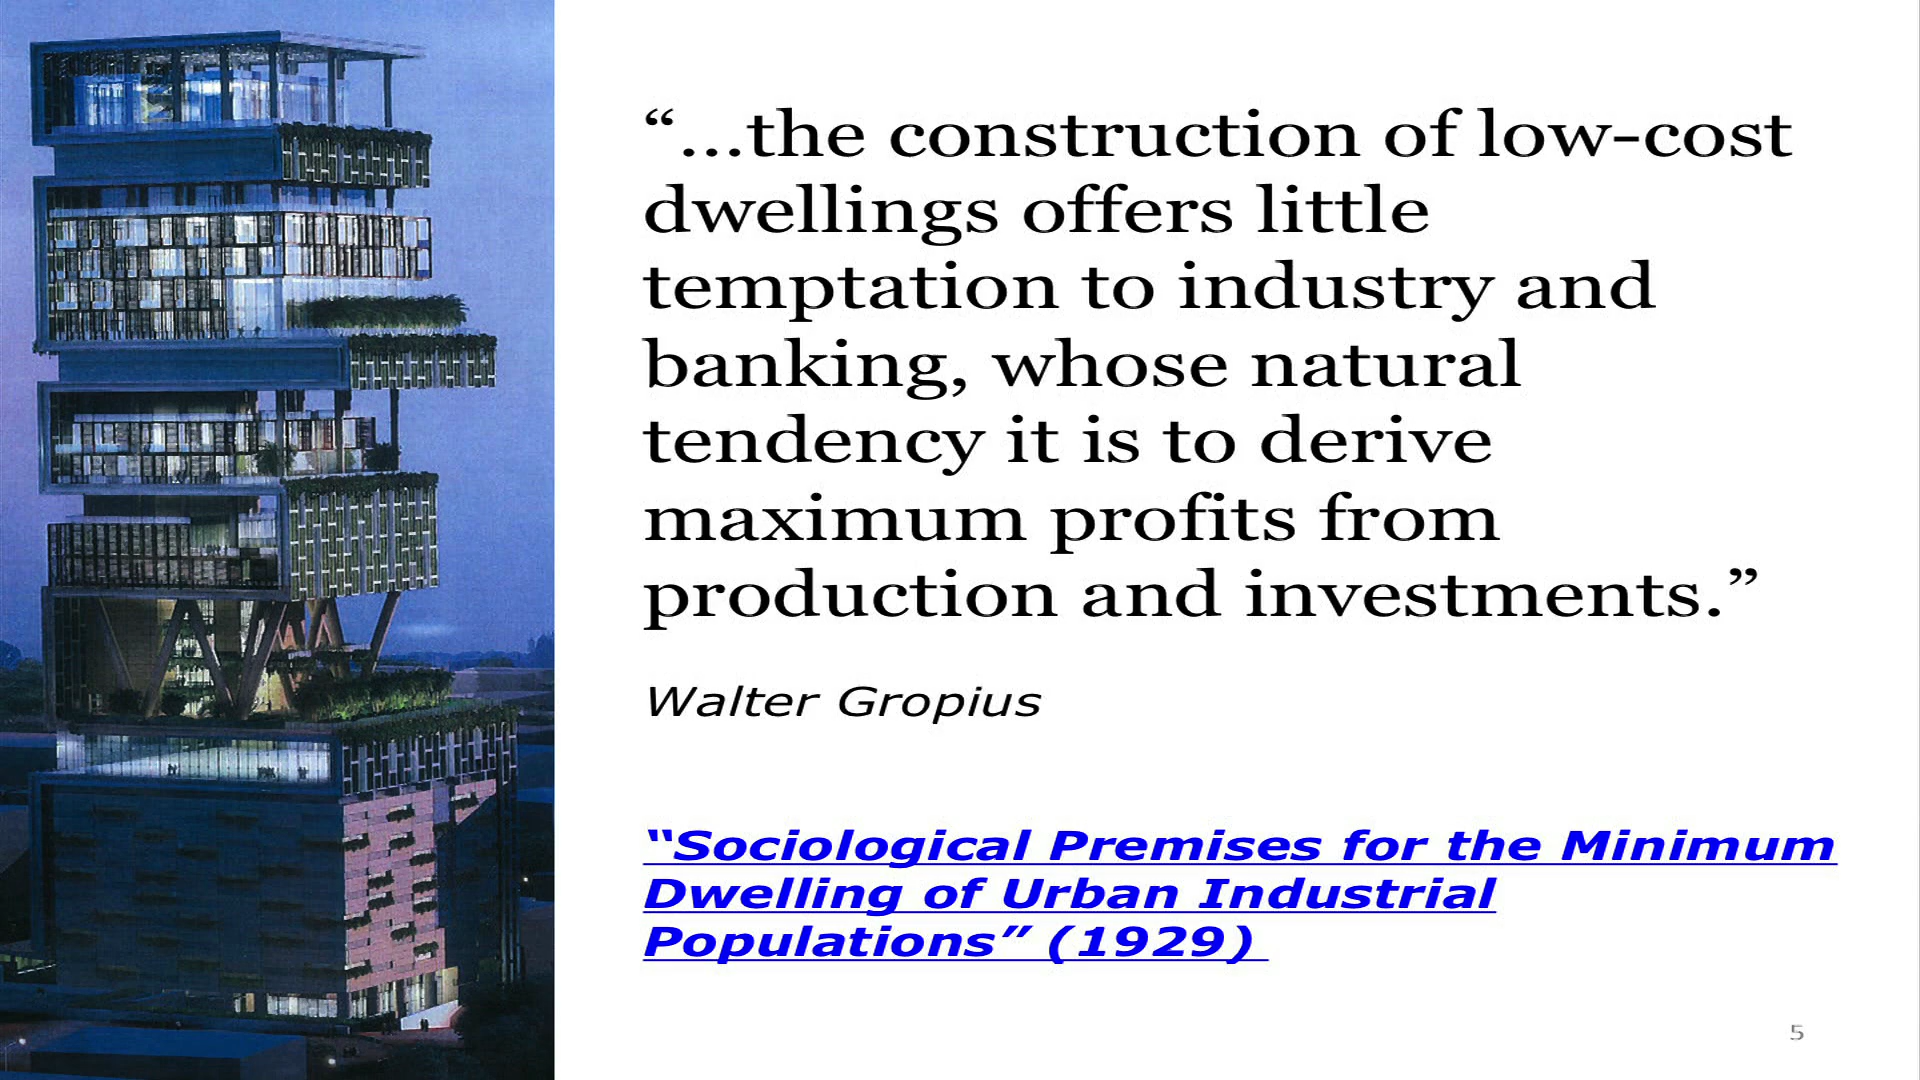 “…the construction of low-cost
dwellings offers little
temptation to industry and
banking, whose natural
tendency it is to derive
maximum profits from
production and investments.”
Walter Gropius
“Sociological Premises for the Minimum
Dwelling of Urban Industrial
Populations” (1929)
5